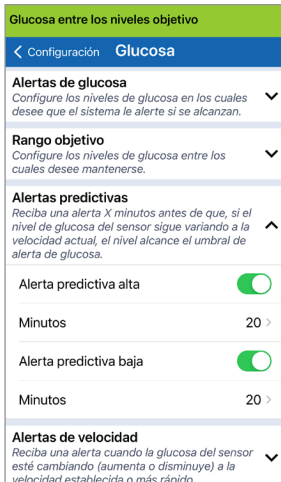 Glucosa entre los niveles objetivo
Configuración Glucosa
Alertas de glucosa
Configure los niveles de glucosa en los cuales
desee que el sistema le alerte si se alcanzan.
Rango objetivo
Configure los niveles de glucosa entre los
cuales desee mantenerse.
Alertas predictivas
Reciba una alerta X minutos antes de que, si el
nivel de glucosa del sensor sigue variando a la
velocidad actual, el nivel alcance el umbral de
alerta de glucosa.
Alerta predictiva alta
Minutos 20
Alerta predictiva baja
Minutos 20
Alertas de velocidad
Reciba una alerta cuando la glucosa del sensor
esté cambiando (aumenta o disminuye) a la
velocidad establecida o más rápido.